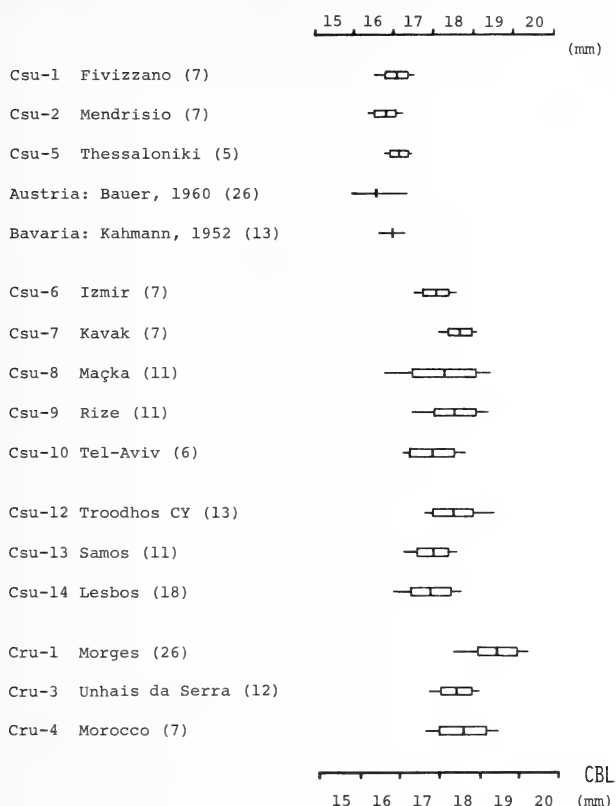 15 16 17 18 19 20
(mm)
Csu-1 Fivizzano (7)
Csu-2 Mendrisio (7)
Csu-5 Thessaloniki (5)
Austria: Bauer, 1960 (26)
Bavaria: Kahmann, 1952 (13)
Csu-6 Izmir (7)
Csu-7 Kavak (7)
Csu-8 Maçka (11)
Csu-9 Rize (11)
Csu-10 Tel-Aviv (6)
Csu-12 Troodhos CY (13)
Csu-13 Samos (11)
Csu-14 Lesbos (18)
Cru-1 Morges (26)
Cru-3 Unhais da Serra (12)
Cru-4 Morocco (7)
CBL
15 16 17 18 19 20 (mm)